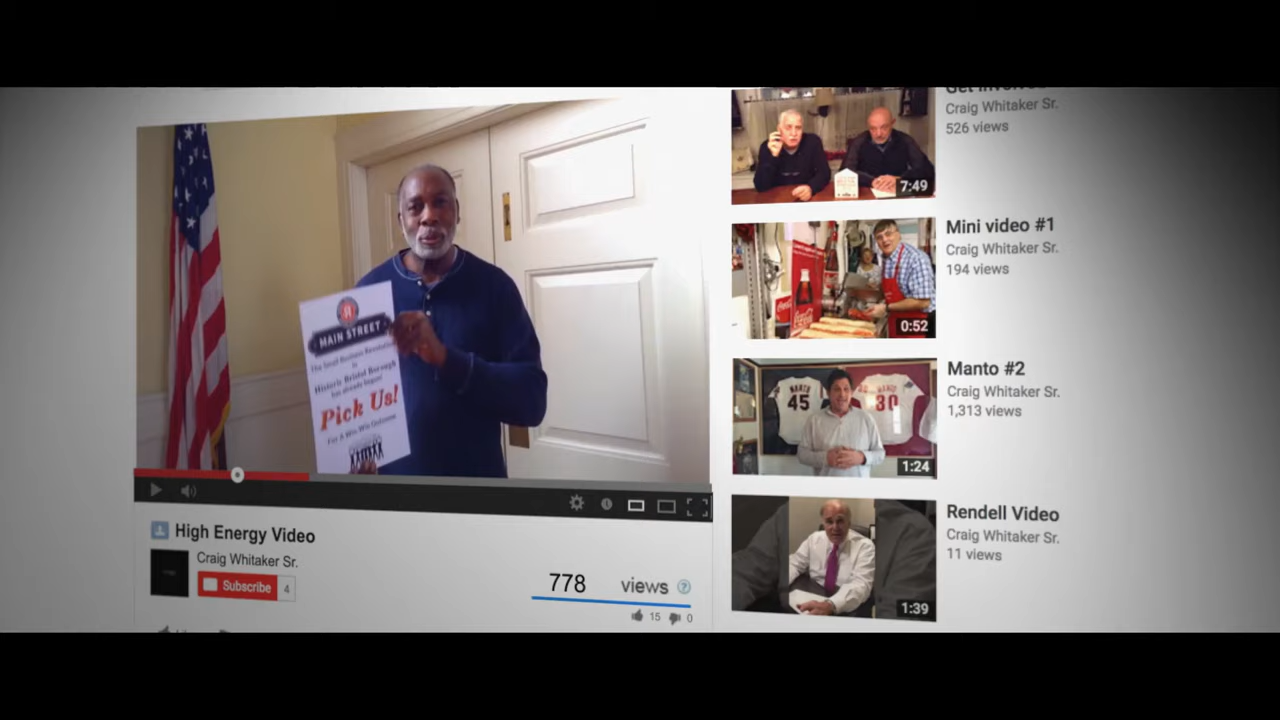 MAIN STREET
The Small Business Revolution
in
Historic Bristol Borough
has already begun!
Pick Us!
For A Win-Win Outcome
High Energy Video
Craig Whitaker Sr.
Subscribe 4
778 views
15 0
Craig Whitaker Sr.
526 views
7:49
Mini video #1
Craig Whitaker Sr.
194 views
Coca-Cola
0:52
Manto #2
Craig Whitaker Sr.
1,313 views
MANTO
45
30
1:24
Rendell Video
Craig Whitaker Sr.
11 views
1:39